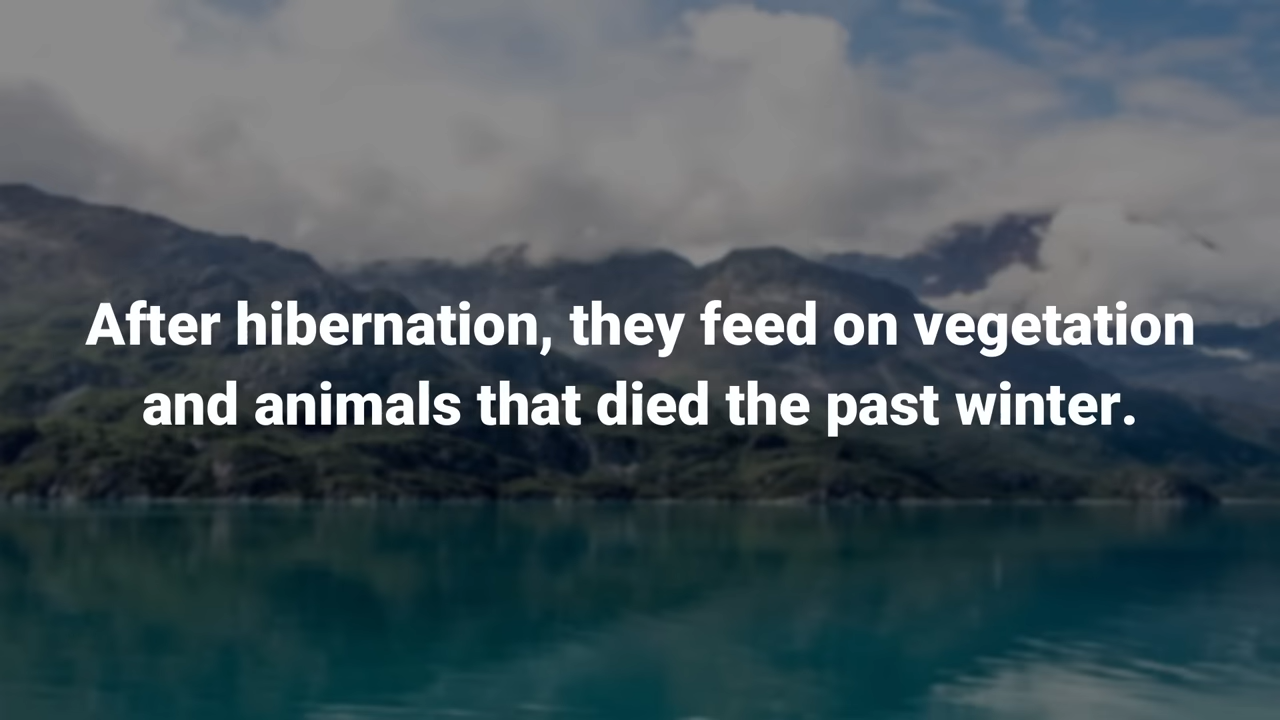 After hibernation, they feed on vegetation
and animals that died the past winter.